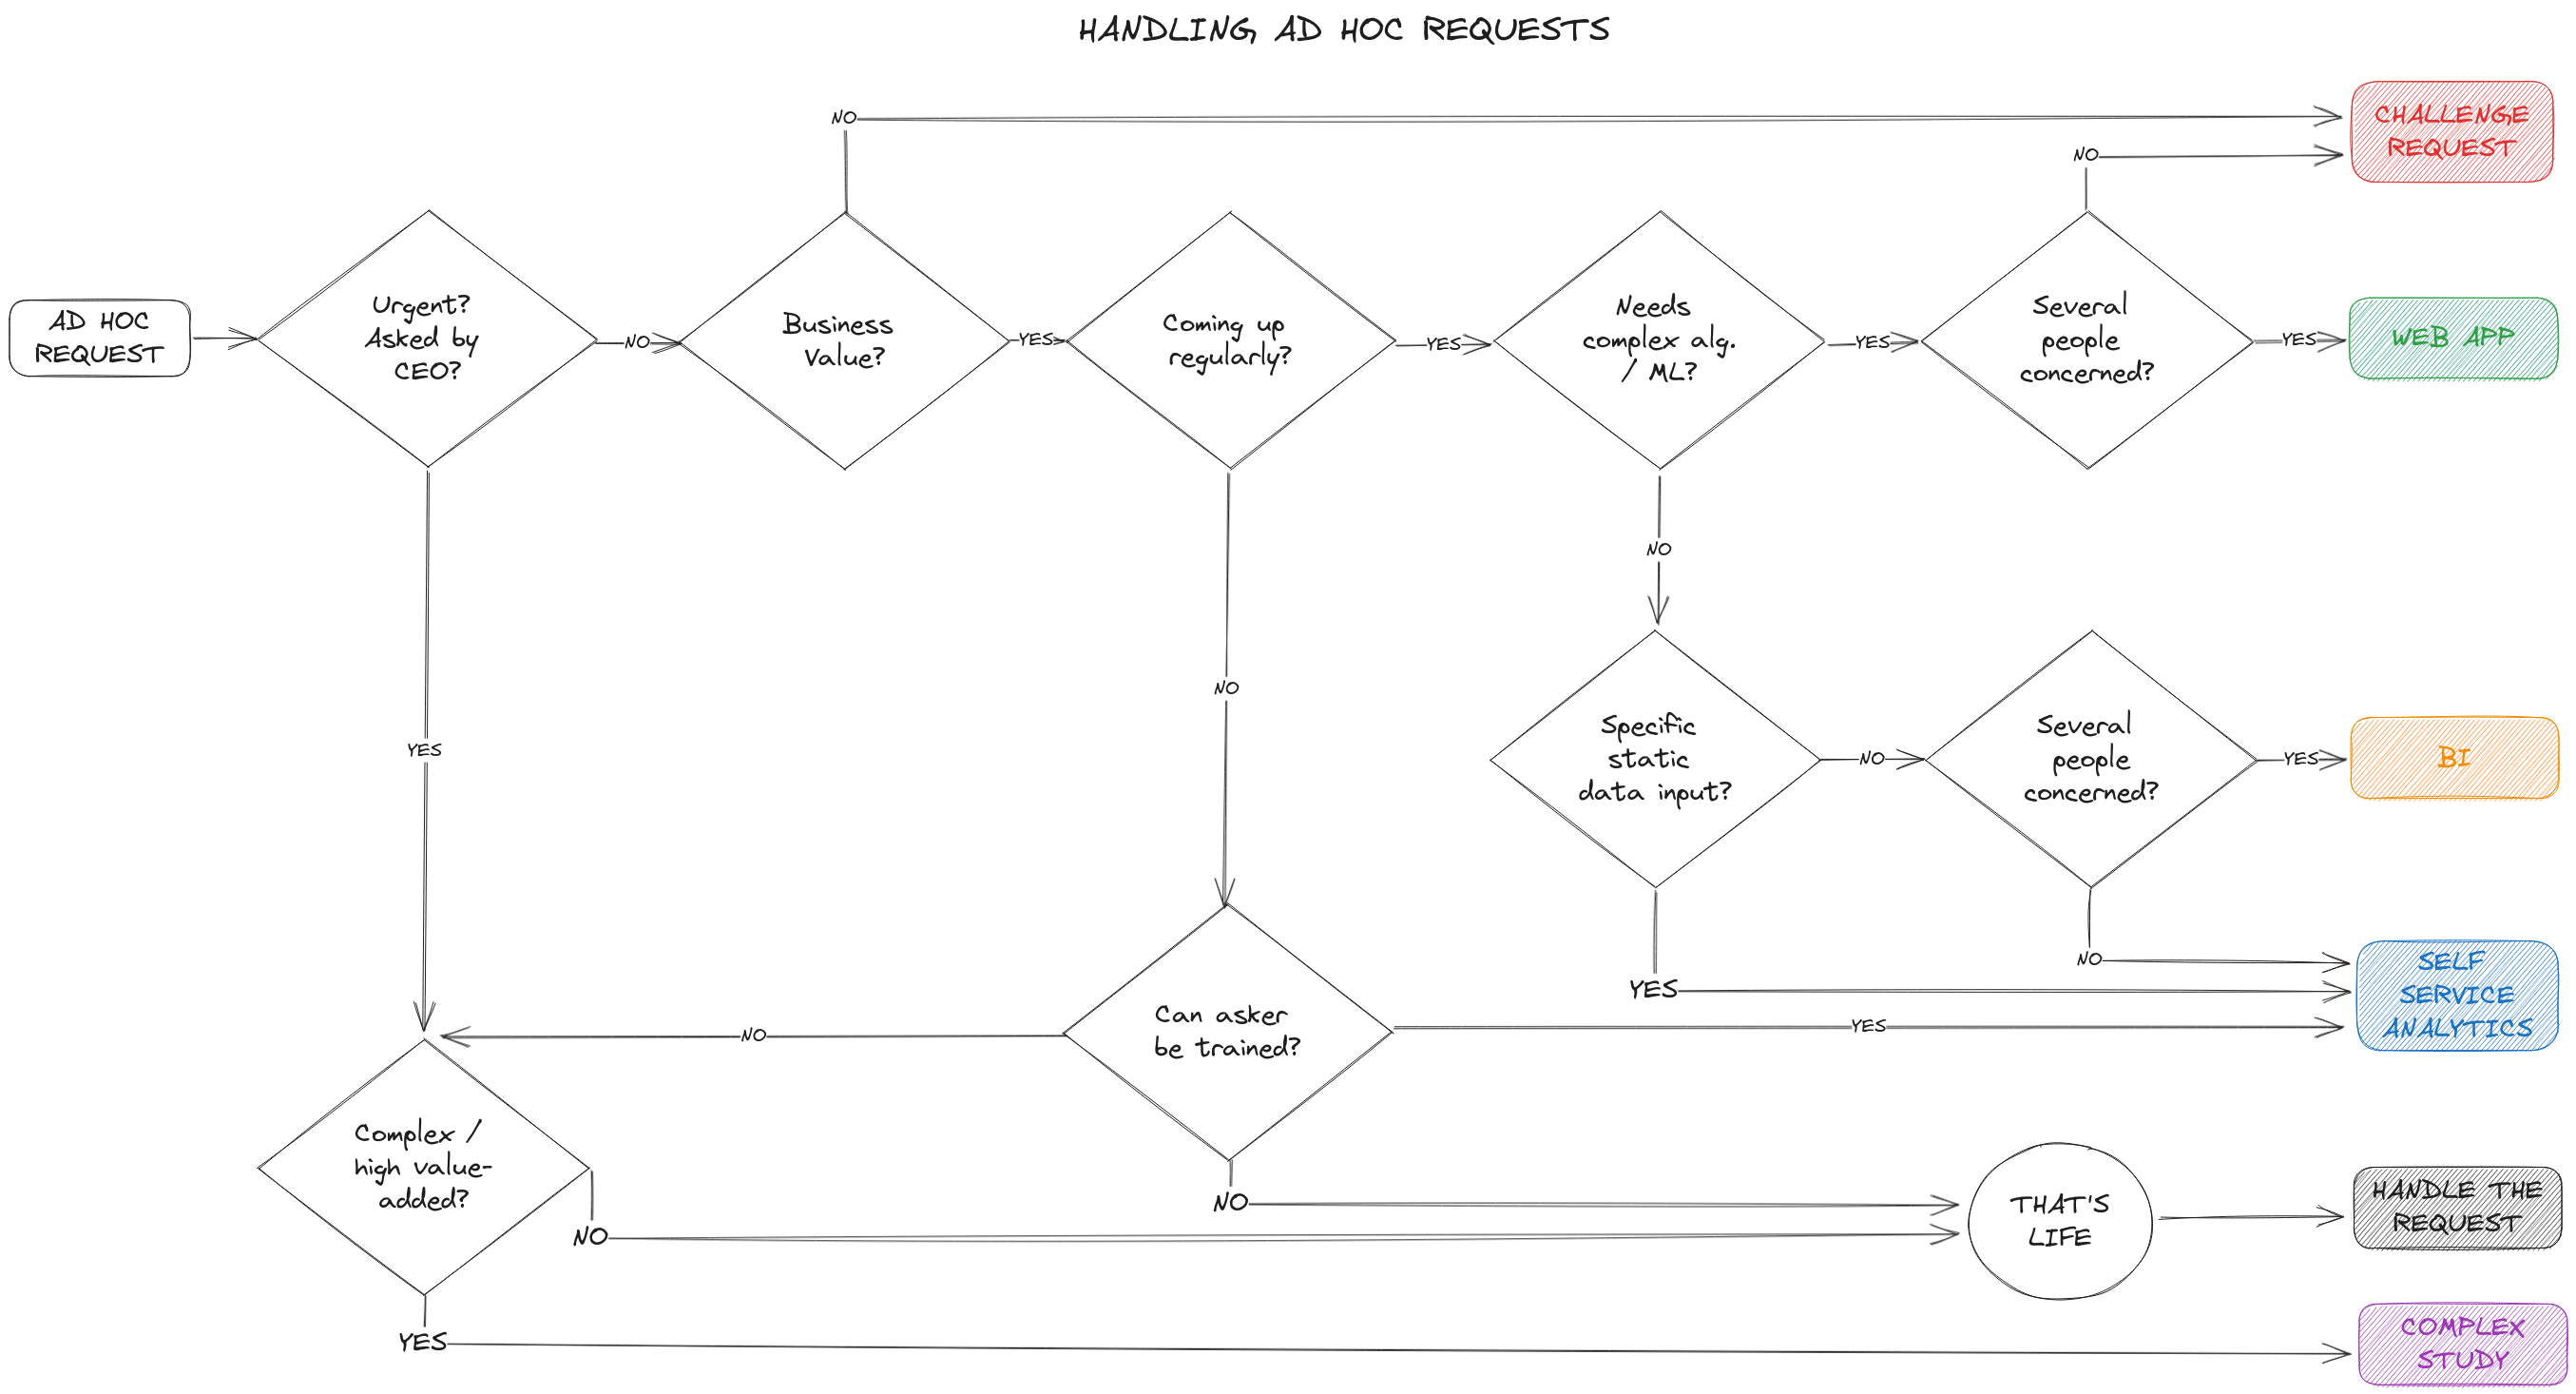 HANDLING AD HOC REQUESTS
NO
CHALLENGE
REQUEST
NO
AD HOC
REQUEST
Urgent?
Asked by
CEO?
NO
Business
Value?
YES
Coming up
regularly?
YES
Needs
complex alg.
/ ML?
YES
Several
people
concerned?
YES
WEB APP
NO
NO
YES
Specific
static
data input?
NO
Several
people
concerned?
YES
BI
NO
YES
SELF
SERVICE
ANALYTICS
NO
Can asker
be trained?
YES
Complex /
high value-
added?
NO
NO
THAT'S
LIFE
HANDLE THE
REQUEST
YES
COMPLEX
STUDY